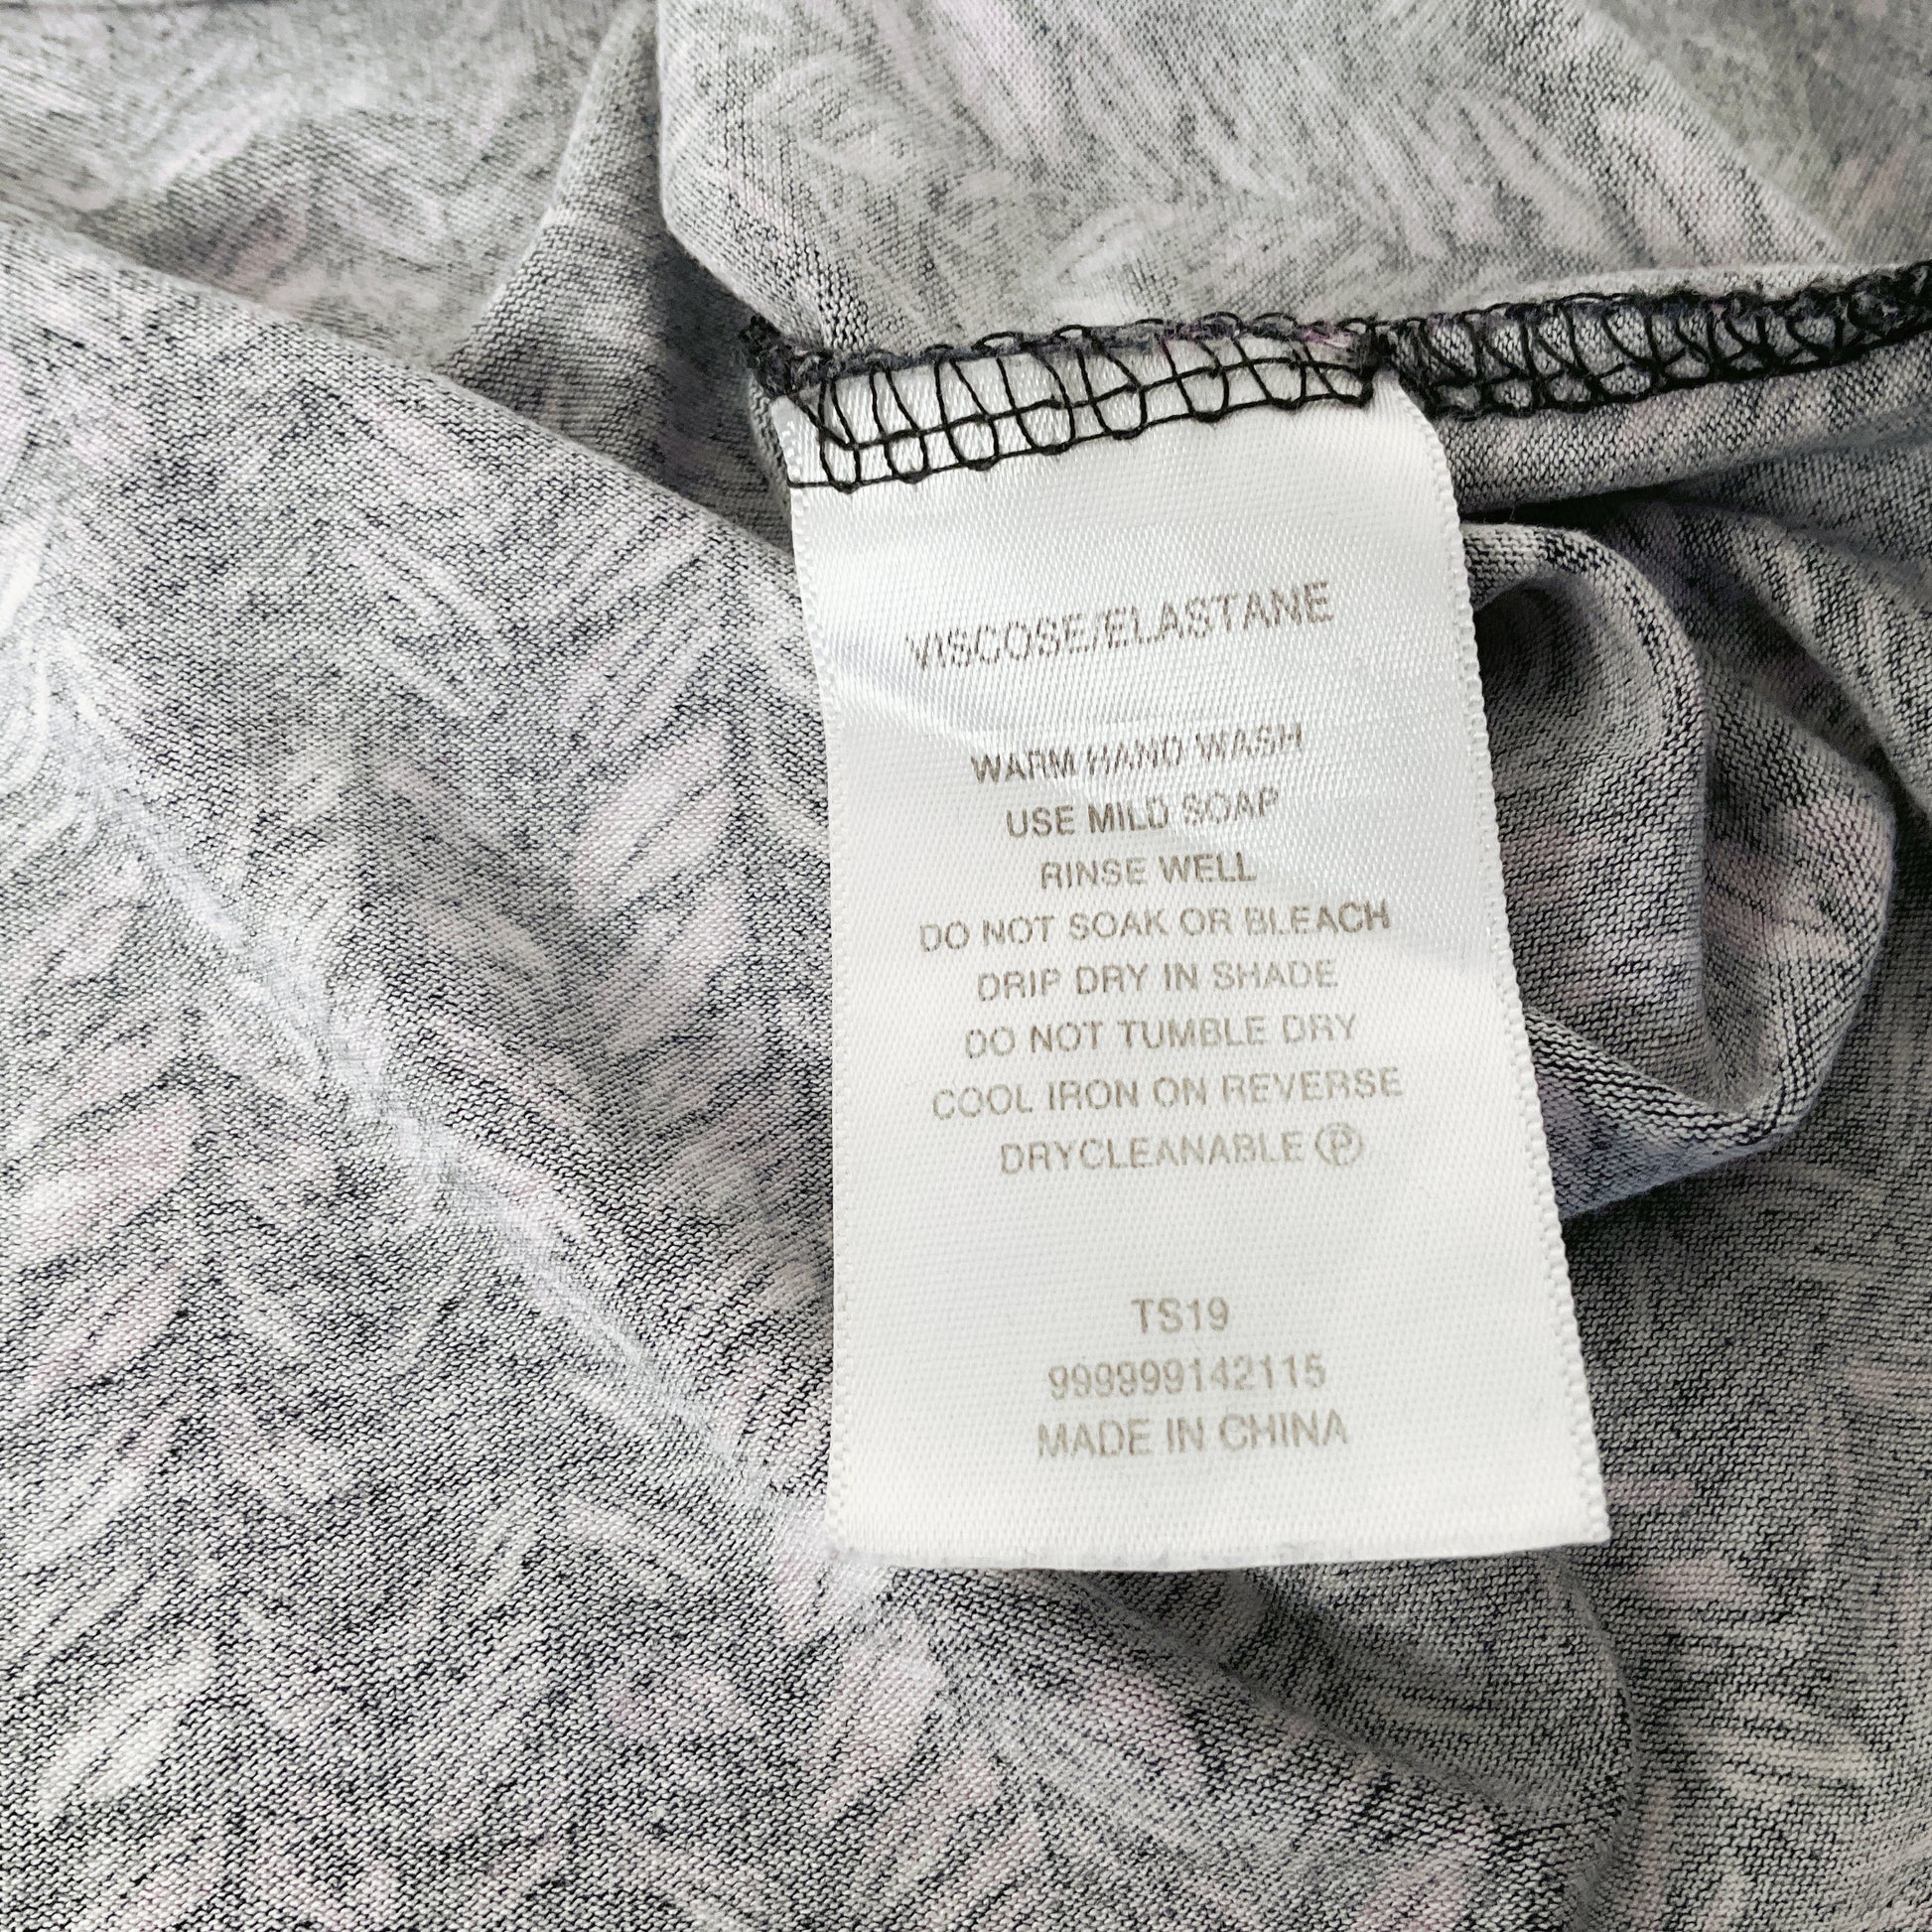 VISCOSE/ELASTANE
WARM HAND WASH
USE MILD SOAP
RINSE WELL
DO NOT SOAK OR BLEACH
DRIP DRY IN SHADE
DO NOT TUMBLE DRY
COOL IRON ON REVERSE
DRYCLEANABLE Ⓟ
TS19
999999142115
MADE IN CHINA